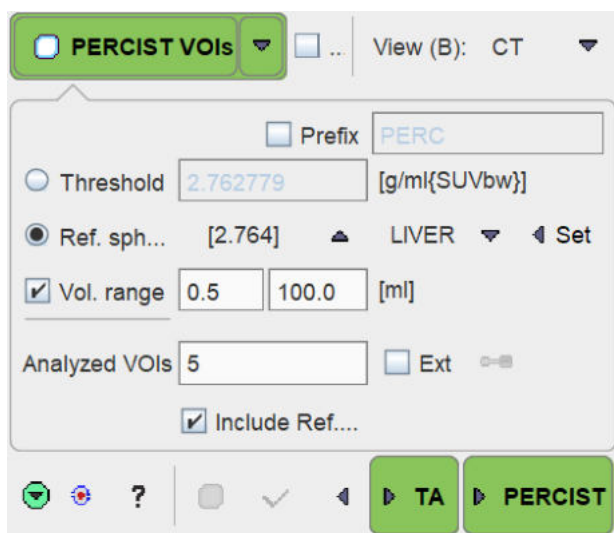 PERCIST VOIs ... View (B): CT
Prefix PERC
Threshold 2.762779 [g/ml{SUVbw}]
Ref. sph... [2.764] LIVER Set
Vol. range 0.5 100.0 [ml]
Analyzed VOIs 5 Ext
Include Ref....
? TA PERCIST